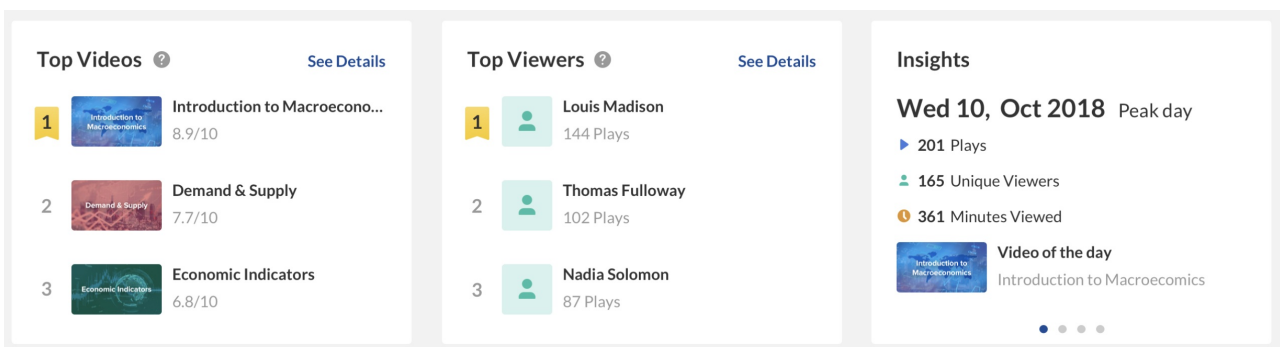 Top Videos ?
See Details
1
Introduction to
Macroeconomics
Introduction to Macroecono...
8.9/10
2
Demand & Supply
Demand & Supply
7.7/10
3
Economic Indicators
Economic Indicators
6.8/10
Top Viewers ?
See Details
1
Louis Madison
144 Plays
2
Thomas Fulloway
102 Plays
3
Nadia Solomon
87 Plays
Insights
Wed 10, Oct 2018 Peak day
201 Plays
165 Unique Viewers
361 Minutes Viewed
Introduction to
Macroeconomics
Video of the day
Introduction to Macroecomics